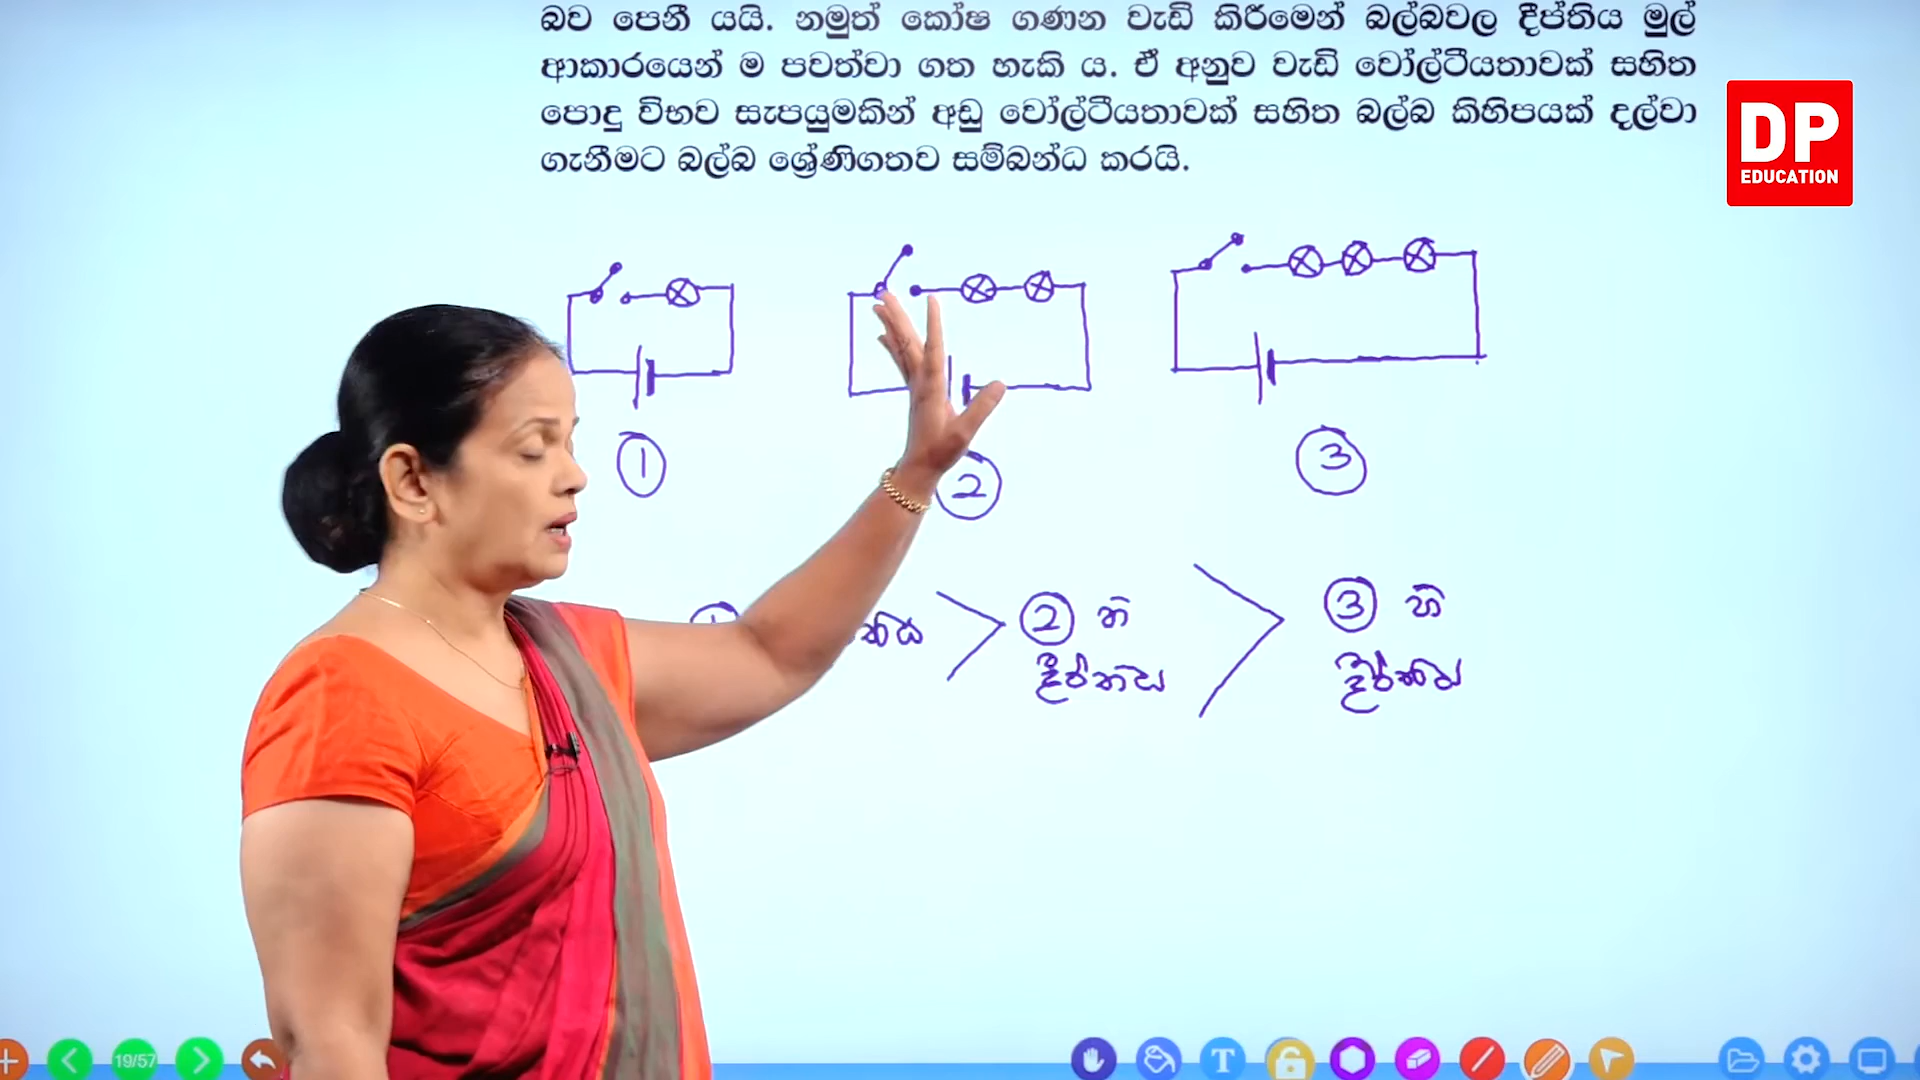 බව පෙනී යයි. නමුත් කෝෂ ගණන වැඩි කිරීමෙන් බල්බවල දීප්තිය මුල්
ආකාරයෙන් ම පවත්වා ගත හැකි ය. ඒ අනුව වැඩි වෝල්ටීයතාවක් සහිත
පොදු විභව සැපයුමකින් අඩු වෝල්ටීයතාවක් සහිත බල්බ කිහිපයක් දල්වා
ගැනීමට බල්බ ශ්‍රේණිගතව සම්බන්ධ කරයි.
DP
EDUCATION
1
2
3
> 2 හි > 3 හි
දීප්තිය දීප්තිය
19/57
T